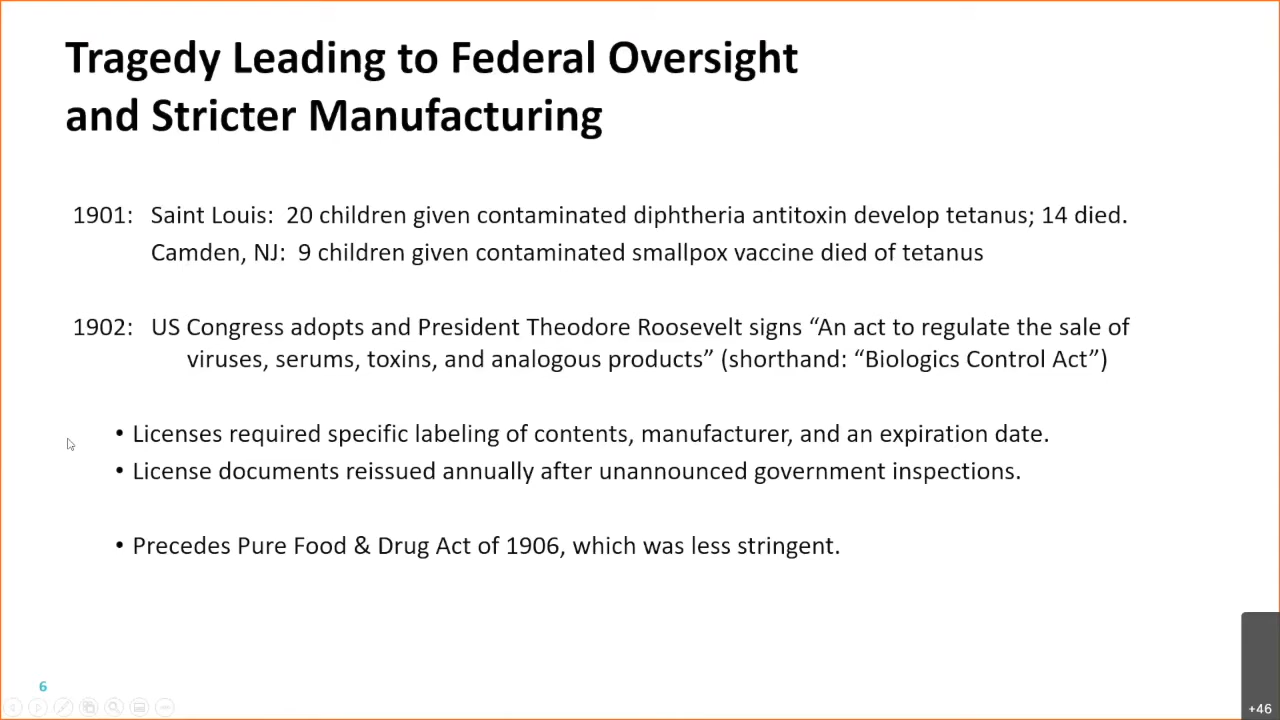 Tragedy Leading to Federal Oversight
and Stricter Manufacturing
1901: Saint Louis: 20 children given contaminated diphtheria antitoxin develop tetanus; 14 died.
Camden, NJ: 9 children given contaminated smallpox vaccine died of tetanus
1902: US Congress adopts and President Theodore Roosevelt signs “An act to regulate the sale of
viruses, serums, toxins, and analogous products” (shorthand: “Biologics Control Act”)
• Licenses required specific labeling of contents, manufacturer, and an expiration date.
• License documents reissued annually after unannounced government inspections.
• Precedes Pure Food & Drug Act of 1906, which was less stringent.
6
+46